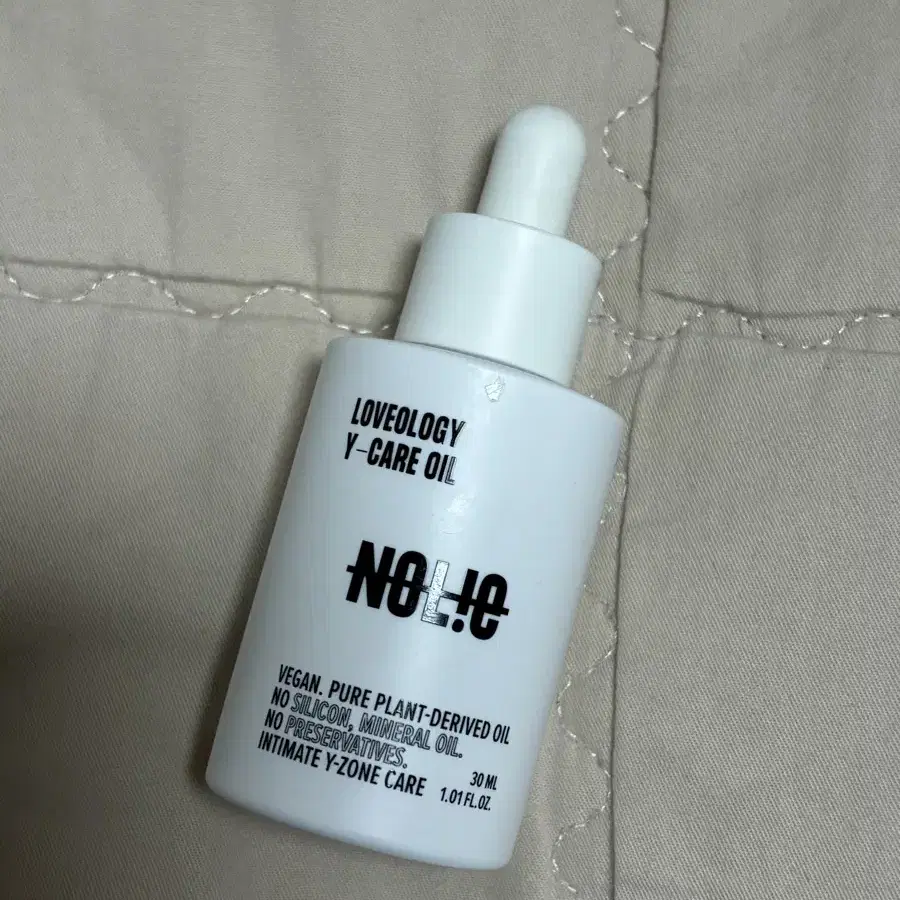 LOVEOLOGY
Y-CARE OIL
NOL!e
VEGAN. PURE PLANT-DERIVED OIL
NO SILICON, MINERAL OIL.
NO PRESERVATIVES.
INTIMATE Y-ZONE CARE
30 ML
1.01 FL.OZ.